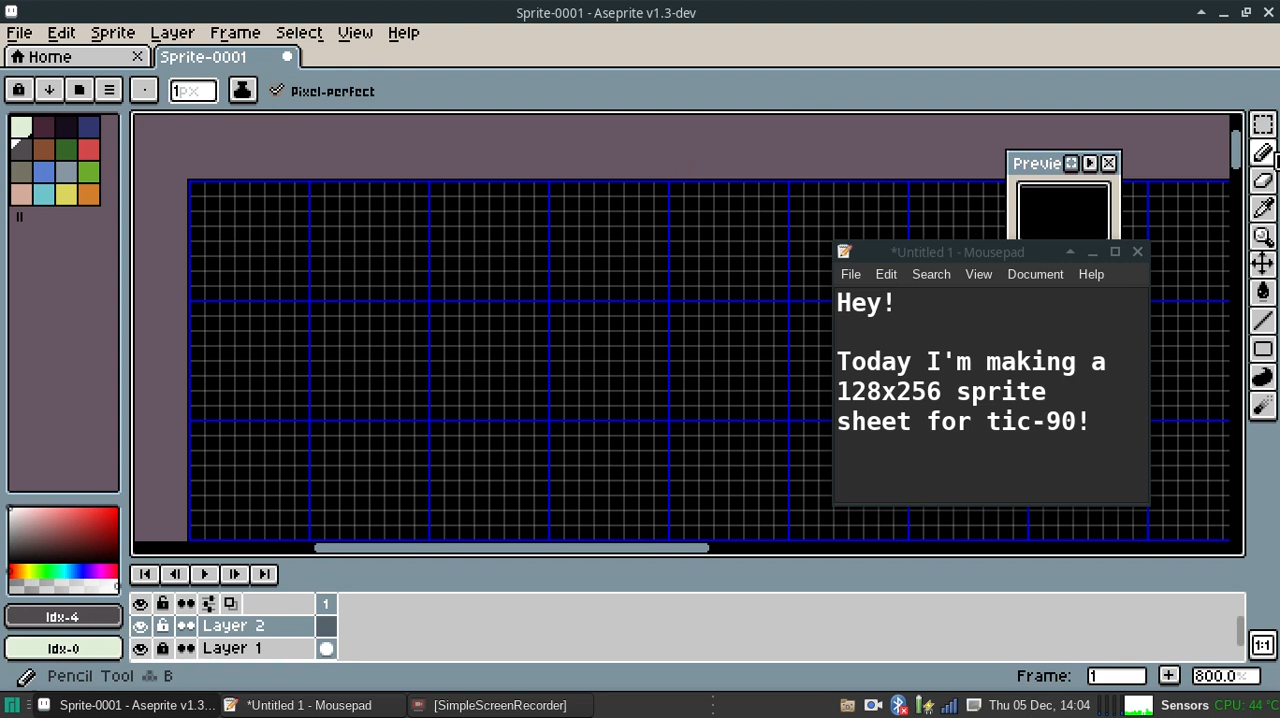 Sprite-0001 - Aseprite v1.3-dev
File Edit Sprite Layer Frame Select View Help
Home Sprite-0001
1px Pixel-perfect
Previe
*Untitled 1 - Mousepad
File Edit Search View Document Help
Hey!
Today I'm making a
128x256 sprite
sheet for tic-90!
Idx-4
Idx-0
1
Layer 2
Layer 1
1:1
Pencil Tool B Frame: 1 + 800.0%
Sprite-0001 - Aseprite v1.3... *Untitled 1 - Mousepad [SimpleScreenRecorder] Thu 05 Dec, 14:04 Sensors CPU: 44 °C